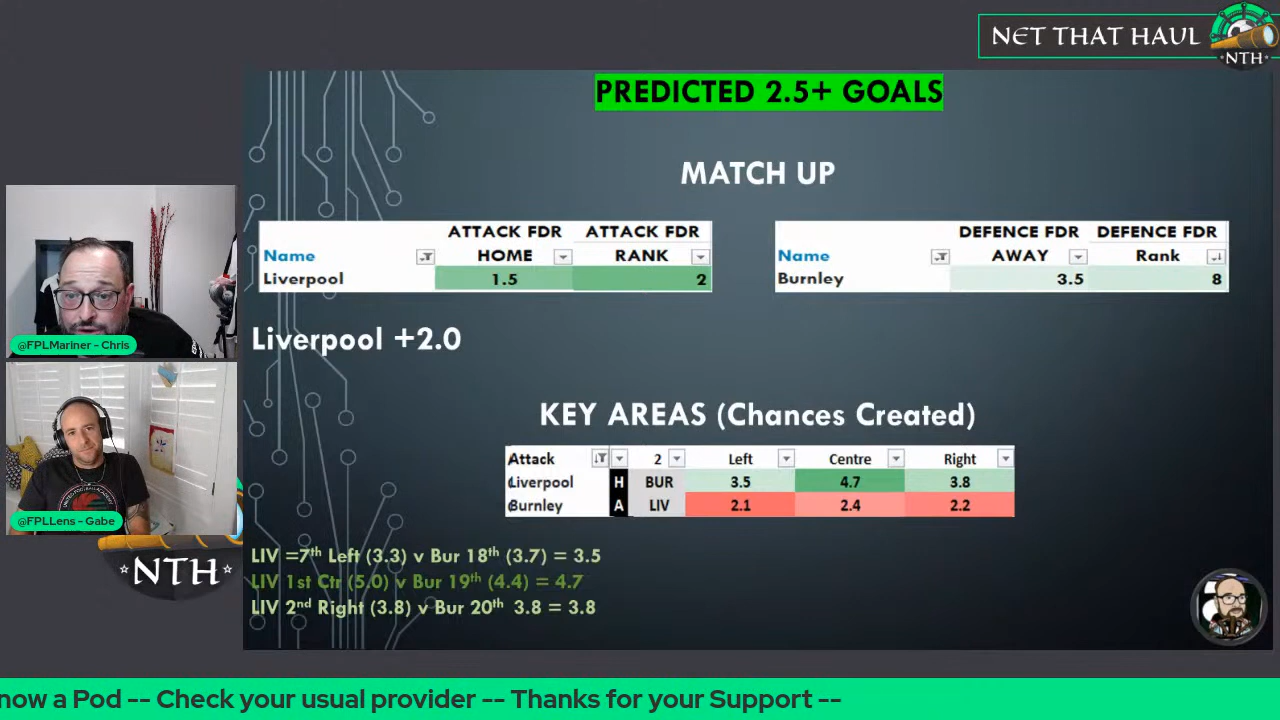 NET THAT HAUL
NTH
PREDICTED 2.5+ GOALS
MATCH UP
ATTACK FDR ATTACK FDR
Name HOME RANK
Liverpool 1.5 2
DEFENCE FDR DEFENCE FDR
Name AWAY Rank
Burnley 3.5 8
Liverpool +2.0
@FPLMariner - Chris
KEY AREAS (Chances Created)
Attack 2 Left Centre Right
Liverpool H BUR 3.5 4.7 3.8
Burnley A LIV 2.1 2.4 2.2
@FPLLens - Gabe
NTH
LIV =7th Left (3.3) v Bur 18th (3.7) = 3.5
LIV 1st Ctr (5.0) v Bur 19th (4.4) = 4.7
LIV 2nd Right (3.8) v Bur 20th 3.8 = 3.8
now a Pod -- Check your usual provider -- Thanks for your Support --